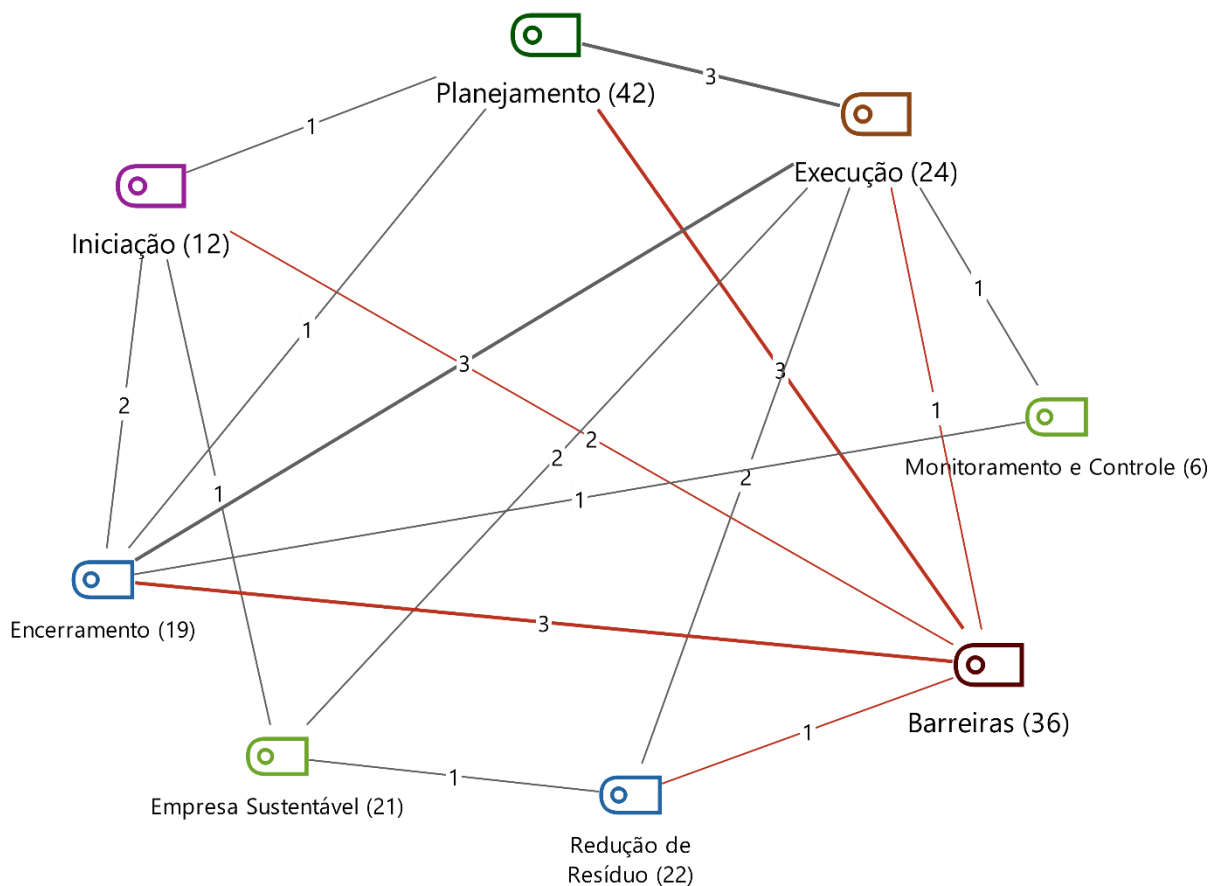 3
Planejamento (42)
1
Execução (24)
Iniciação (12)
1
1
3
3
2
1
2
2
Monitoramento e Controle (6)
2
1
1
Encerramento (19)
3
Barreiras (36)
1
1
Empresa Sustentável (21)
Redução de
Resíduo (22)